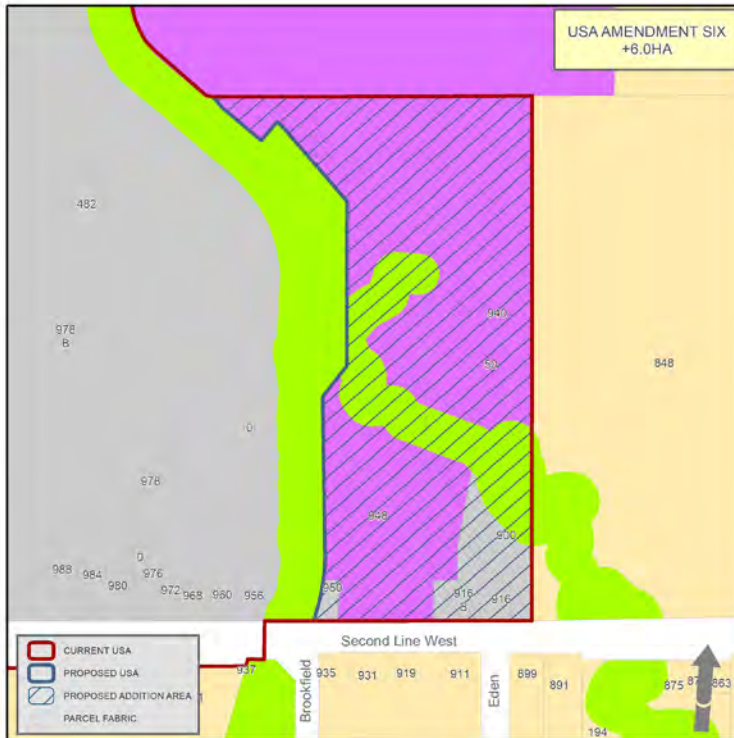 USA AMENDMENT SIX
+6.0HA
482
978
B
940
59
848
0
978
948
900
988
984
980
0
976
972
968
960
956
950
916
B
916
Second Line West
937
Brookfield
935
931
919
911
Eden
899
891
194
875
863
CURRENT USA
PROPOSED USA
PROPOSED ADDITION AREA
PARCEL FABRIC